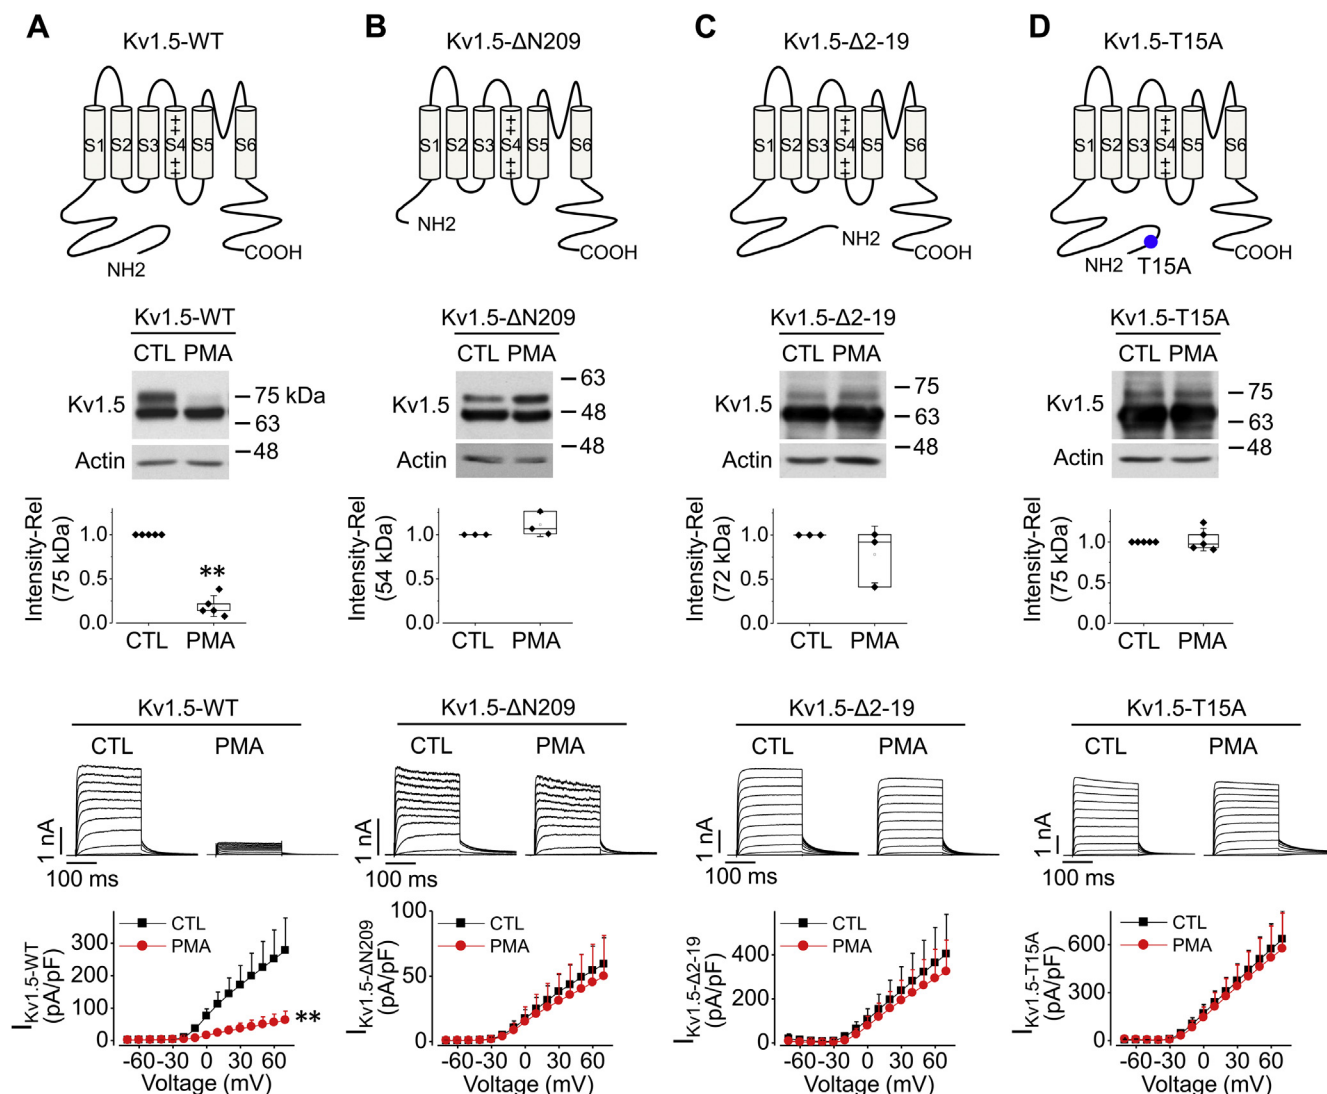 A
Kv1.5-WT
S1 S2 S3 S4 S5 S6
++
++
NH2
COOH
Kv1.5-WT
CTL PMA
Kv1.5
75 kDa
63
Actin
48
Intensity-Rel
(75 kDa)
1.0
0.5
0.0
**
CTL PMA
Kv1.5-WT
CTL PMA
1 nA
100 ms
I Kv1.5-WT
(pA/pF)
300
200
100
0
CTL
PMA
**
-60 -30 0 30 60
Voltage (mV)
B
Kv1.5-ΔN209
S1 S2 S3 S4 S5 S6
++
++
NH2
COOH
Kv1.5-ΔN209
CTL PMA
Kv1.5
63
48
Actin
Intensity-Rel
(54 kDa)
1.0
0.5
0.0
CTL PMA
Kv1.5-ΔN209
CTL PMA
1 nA
100 ms
I Kv1.5-ΔN209
(pA/pF)
100
50
0
CTL
PMA
-60 -30 0 30 60
Voltage (mV)
C
Kv1.5-Δ2-19
S1 S2 S3 S4 S5 S6
++
++
NH2
COOH
Kv1.5-Δ2-19
CTL PMA
Kv1.5
75
63
Actin
48
Intensity-Rel
(72 kDa)
1.0
0.5
0.0
CTL PMA
Kv1.5-Δ2-19
CTL PMA
1 nA
100 ms
I Kv1.5-Δ2-19
(pA/pF)
400
200
0
CTL
PMA
-60 -30 0 30 60
Voltage (mV)
D
Kv1.5-T15A
S1 S2 S3 S4 S5 S6
++
++
NH2 T15A
COOH
Kv1.5-T15A
CTL PMA
Kv1.5
75
63
Actin
48
Intensity-Rel
(75 kDa)
1.0
0.5
0.0
CTL PMA
Kv1.5-T15A
CTL PMA
1 nA
100 ms
I Kv1.5-T15A
(pA/pF)
600
300
0
CTL
PMA
-60 -30 0 30 60
Voltage (mV)